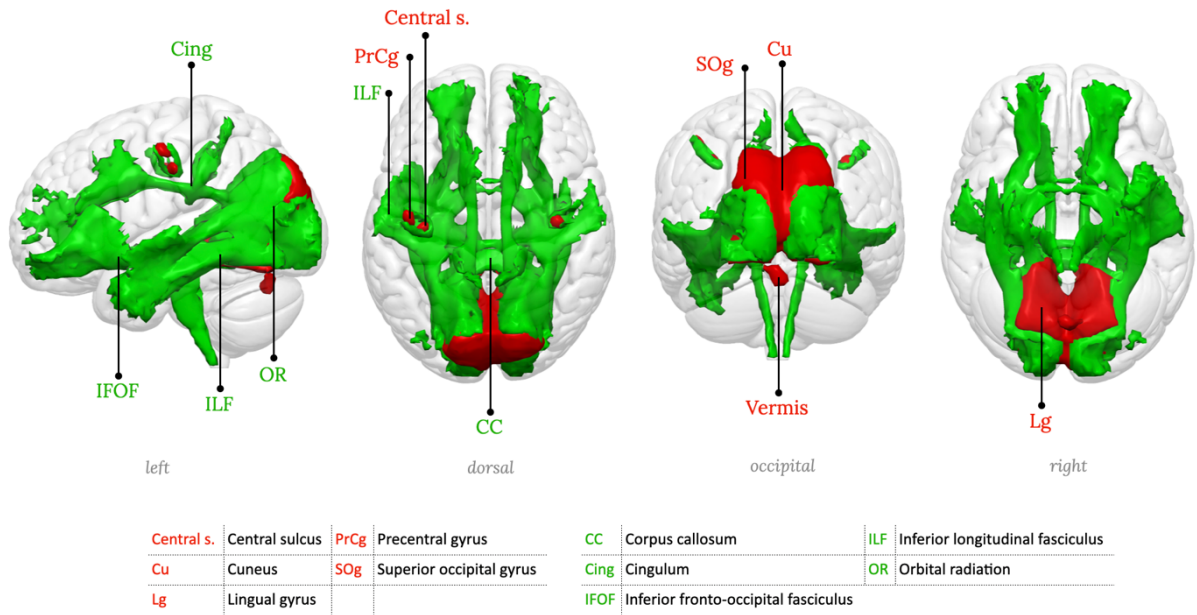 Central s.
Cing
PrCg
Cu
SOg
ILF
IFOF
ILF
OR
CC
Vermis
Lg
left
dorsal
occipital
right
Central s. Central sulcus PrCg Precentral gyrus CC Corpus callosum ILF Inferior longitudinal fasciculus
Cu Cuneus SOg Superior occipital gyrus Cing Cingulum OR Orbital radiation
Lg Lingual gyrus IFOF Inferior fronto-occipital fasciculus